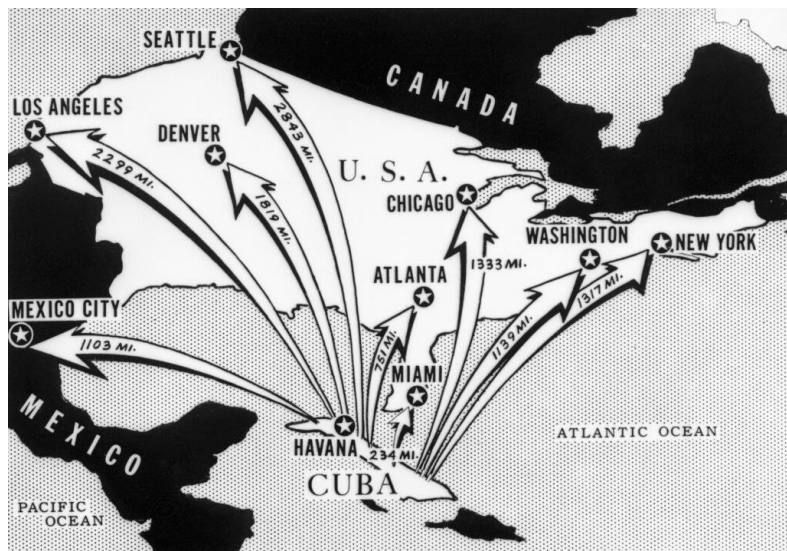 SEATTLE
CANADA
LOS ANGELES
DENVER
2843 MI.
2299 MI.
U. S. A.
1819 MI.
CHICAGO
WASHINGTON
NEW YORK
1333 MI.
ATLANTA
MEXICO CITY
1317 MI.
1139 MI.
751 MI.
1103 MI.
MIAMI
MEXICO
HAVANA
234 MI.
ATLANTIC OCEAN
CUBA
PACIFIC
OCEAN